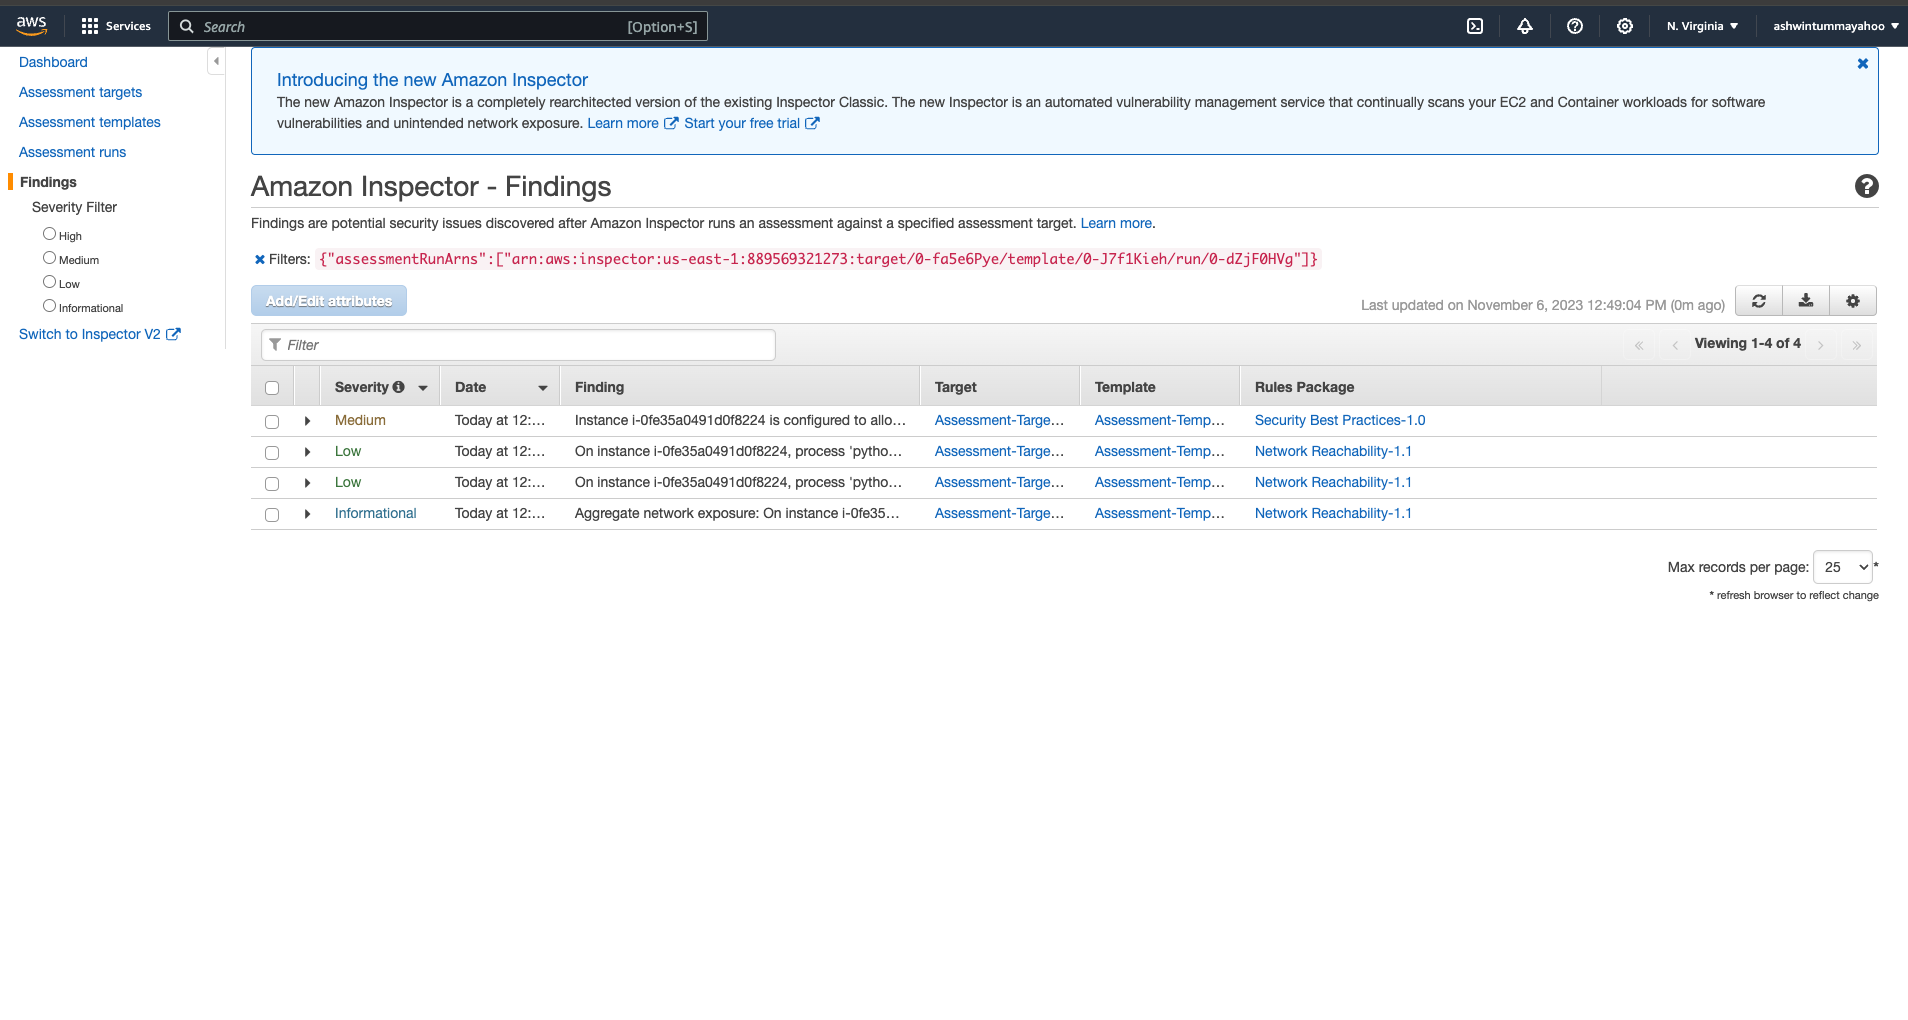 aws
Services
Search
[Option+S]
N. Virginia
ashwintummayahoo
Dashboard
Assessment targets
Assessment templates
Assessment runs
Findings
Severity Filter
High
Medium
Low
Informational
Switch to Inspector V2
Introducing the new Amazon Inspector
The new Amazon Inspector is a completely rearchitected version of the existing Inspector Classic. The new Inspector is an automated vulnerability management service that continually scans your EC2 and Container workloads for software
vulnerabilities and unintended network exposure. Learn more Start your free trial
Amazon Inspector - Findings
Findings are potential security issues discovered after Amazon Inspector runs an assessment against a specified assessment target. Learn more.
Filters: {"assessmentRunArns":["arn:aws:inspector:us-east-1:889569321273:target/0-fa5e6Pye/template/0-J7f1Kieh/run/0-dZjF0HVg"]}
Add/Edit attributes
Last updated on November 6, 2023 12:49:04 PM (0m ago)
Filter
« ‹ Viewing 1-4 of 4 › »
Severity Date Finding Target Template Rules Package
Medium Today at 12:... Instance i-0fe35a0491d0f8224 is configured to allo... Assessment-Targe... Assessment-Temp... Security Best Practices-1.0
Low Today at 12:... On instance i-0fe35a0491d0f8224, process 'pytho... Assessment-Targe... Assessment-Temp... Network Reachability-1.1
Low Today at 12:... On instance i-0fe35a0491d0f8224, process 'pytho... Assessment-Targe... Assessment-Temp... Network Reachability-1.1
Informational Today at 12:... Aggregate network exposure: On instance i-0fe35... Assessment-Targe... Assessment-Temp... Network Reachability-1.1
Max records per page: 25 *
* refresh browser to reflect change